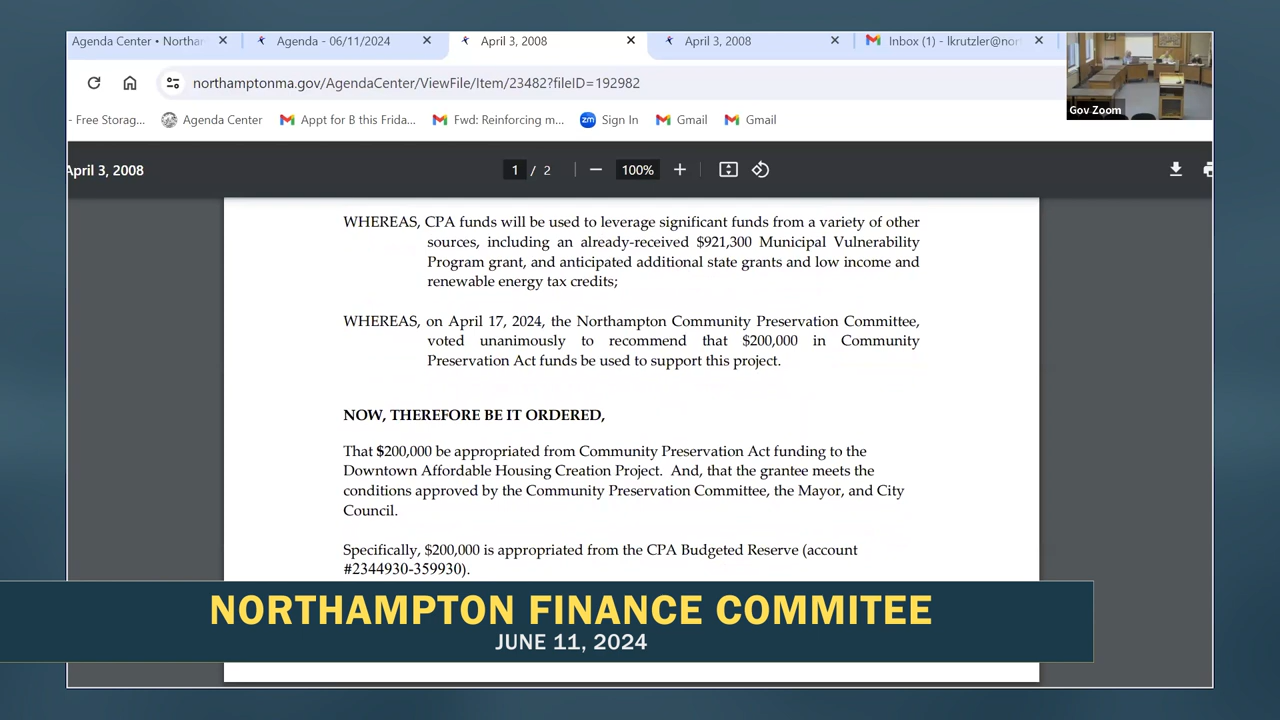 Agenda Center • Northan
Agenda - 06/11/2024
April 3, 2008
April 3, 2008
Inbox (1) - lkrutzler@nor
northamptonma.gov/AgendaCenter/ViewFile/Item/23482?fileID=192982
Gov Zoom
- Free Storag...
Agenda Center
Appt for B this Frida...
Fwd: Reinforcing m...
zm
Sign In
Gmail
Gmail
April 3, 2008
1 / 2
100%
WHEREAS, CPA funds will be used to leverage significant funds from a variety of other
sources, including an already-received $921,300 Municipal Vulnerability
Program grant, and anticipated additional state grants and low income and
renewable energy tax credits;
WHEREAS, on April 17, 2024, the Northampton Community Preservation Committee,
voted unanimously to recommend that $200,000 in Community
Preservation Act funds be used to support this project.
NOW, THEREFORE BE IT ORDERED,
That $200,000 be appropriated from Community Preservation Act funding to the
Downtown Affordable Housing Creation Project. And, that the grantee meets the
conditions approved by the Community Preservation Committee, the Mayor, and City
Council.
Specifically, $200,000 is appropriated from the CPA Budgeted Reserve (account
#2344930-359930).
NORTHAMPTON FINANCE COMMITEE
JUNE 11, 2024